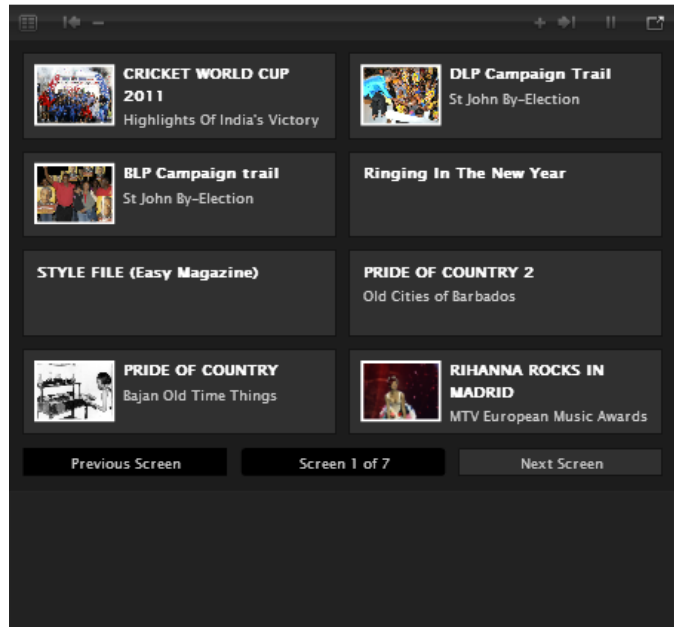 CRICKET WORLD CUP
2011
Highlights Of India's Victory
DLP Campaign Trail
St John By-Election
BLP Campaign trail
St John By-Election
Ringing In The New Year
STYLE FILE (Easy Magazine)
PRIDE OF COUNTRY 2
Old Cities of Barbados
PRIDE OF COUNTRY
Bajan Old Time Things
RIHANNA ROCKS IN
MADRID
MTV European Music Awards
Previous Screen
Screen 1 of 7
Next Screen